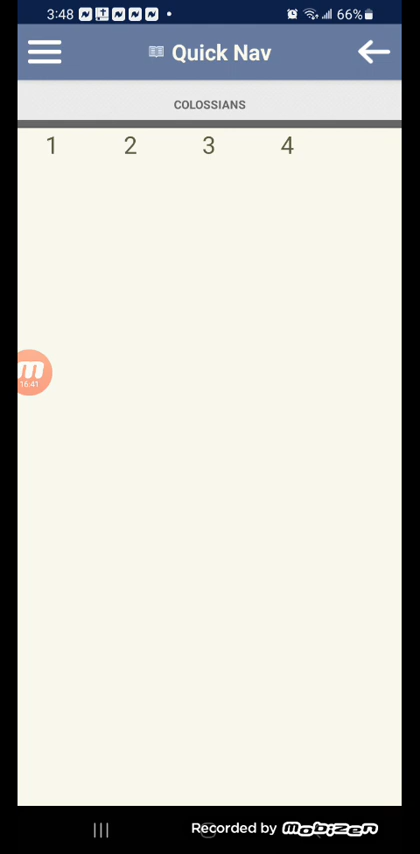 3:48 66%
Quick Nav
COLOSSIANS
1 2 3 4
16:41
Recorded by Mobizen